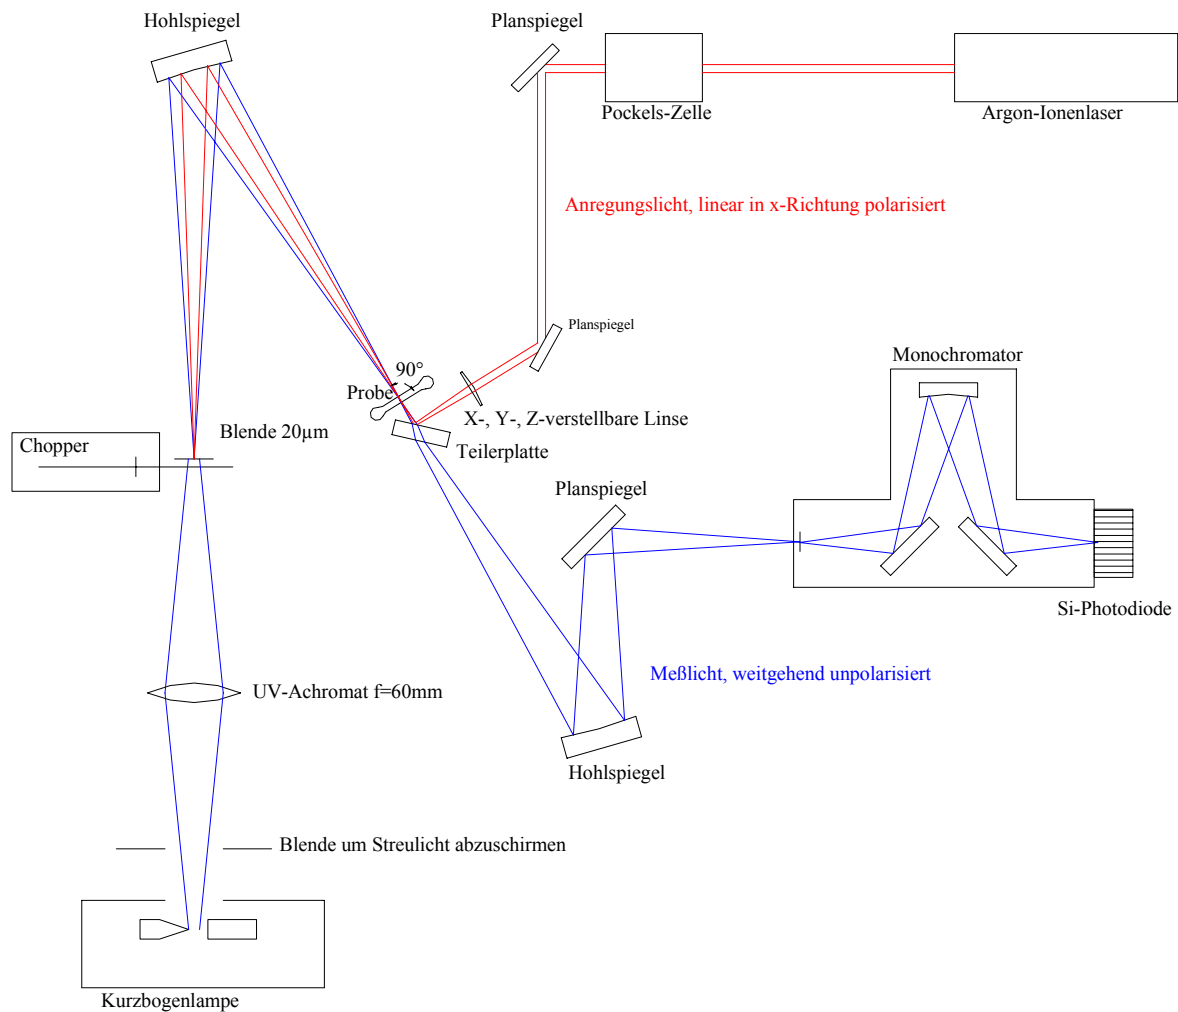 Hohlspiegel
Planspiegel
Pockels-Zelle
Argon-Ionenlaser
Anregungslicht, linear in x-Richtung polarisiert
Planspiegel
90°
Probe
X-, Y-, Z-verstellbare Linse
Teilerplatte
Monochromator
Chopper
Blende 20µm
Planspiegel
Si-Photodiode
Meßlicht, weitgehend unpolarisiert
UV-Achromat f=60mm
Hohlspiegel
Blende um Streulicht abzuschirmen
Kurzbogenlampe